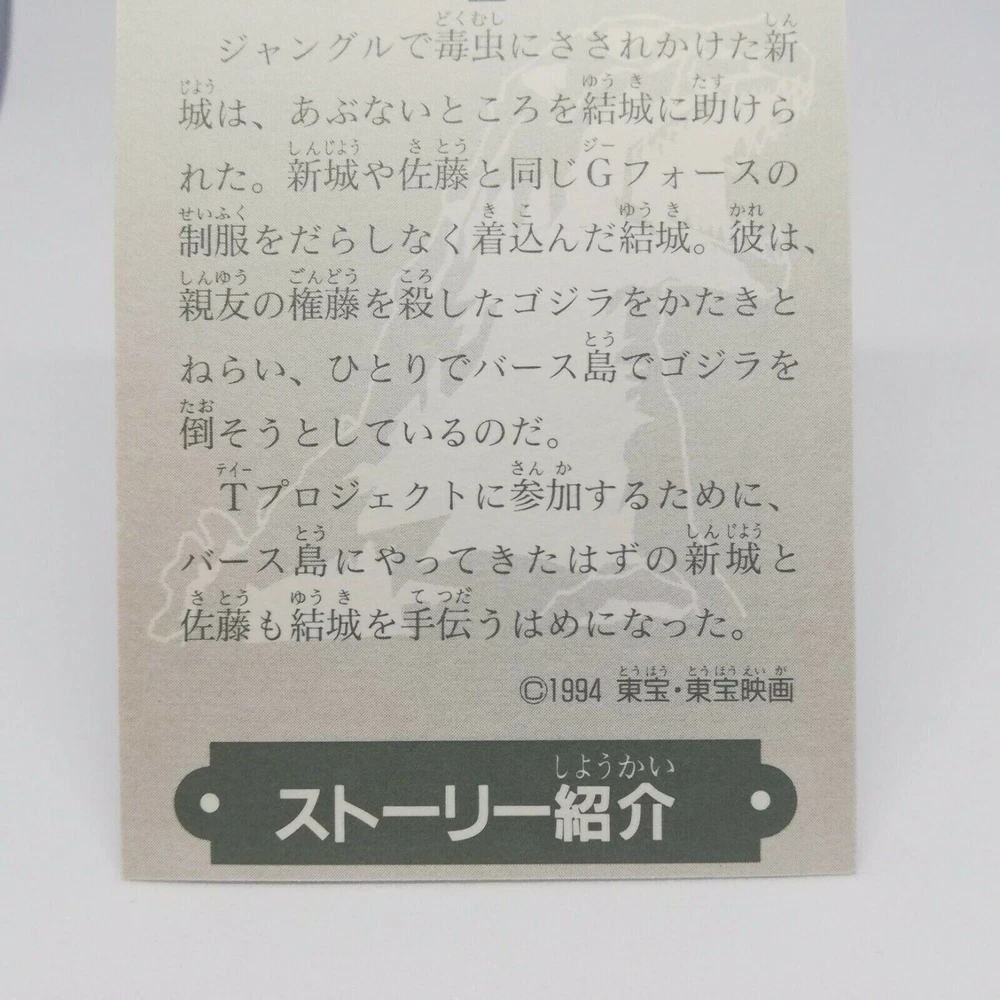 ジャングルで毒虫にさされかけた新
城は、あぶないところを結城に助けら
れた。新城や佐藤と同じGフォースの
制服をだらしなく着込んだ結城。彼は、
親友の権藤を殺したゴジラをかたきと
ねらい、ひとりでバース島でゴジラを
倒そうとしているのだ。
Tプロジェクトに参加するために、
バース島にやってきたはずの新城と
佐藤も結城を手伝うはめになった。
©1994 東宝・東宝映画
ストーリー紹介